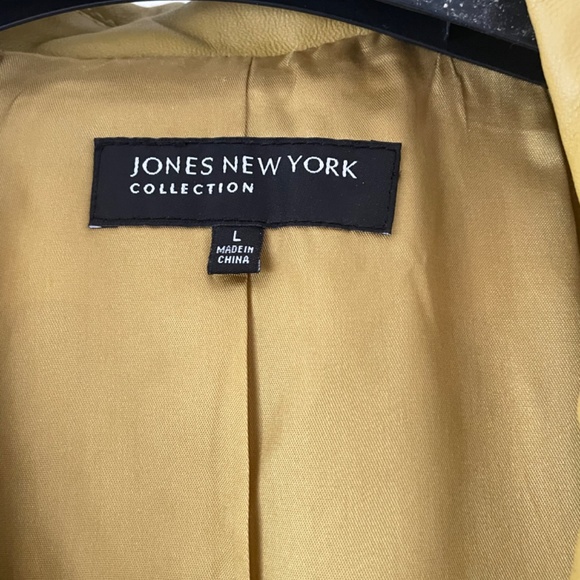 JONES NEW YORK
COLLECTION
L
MADE IN
CHINA